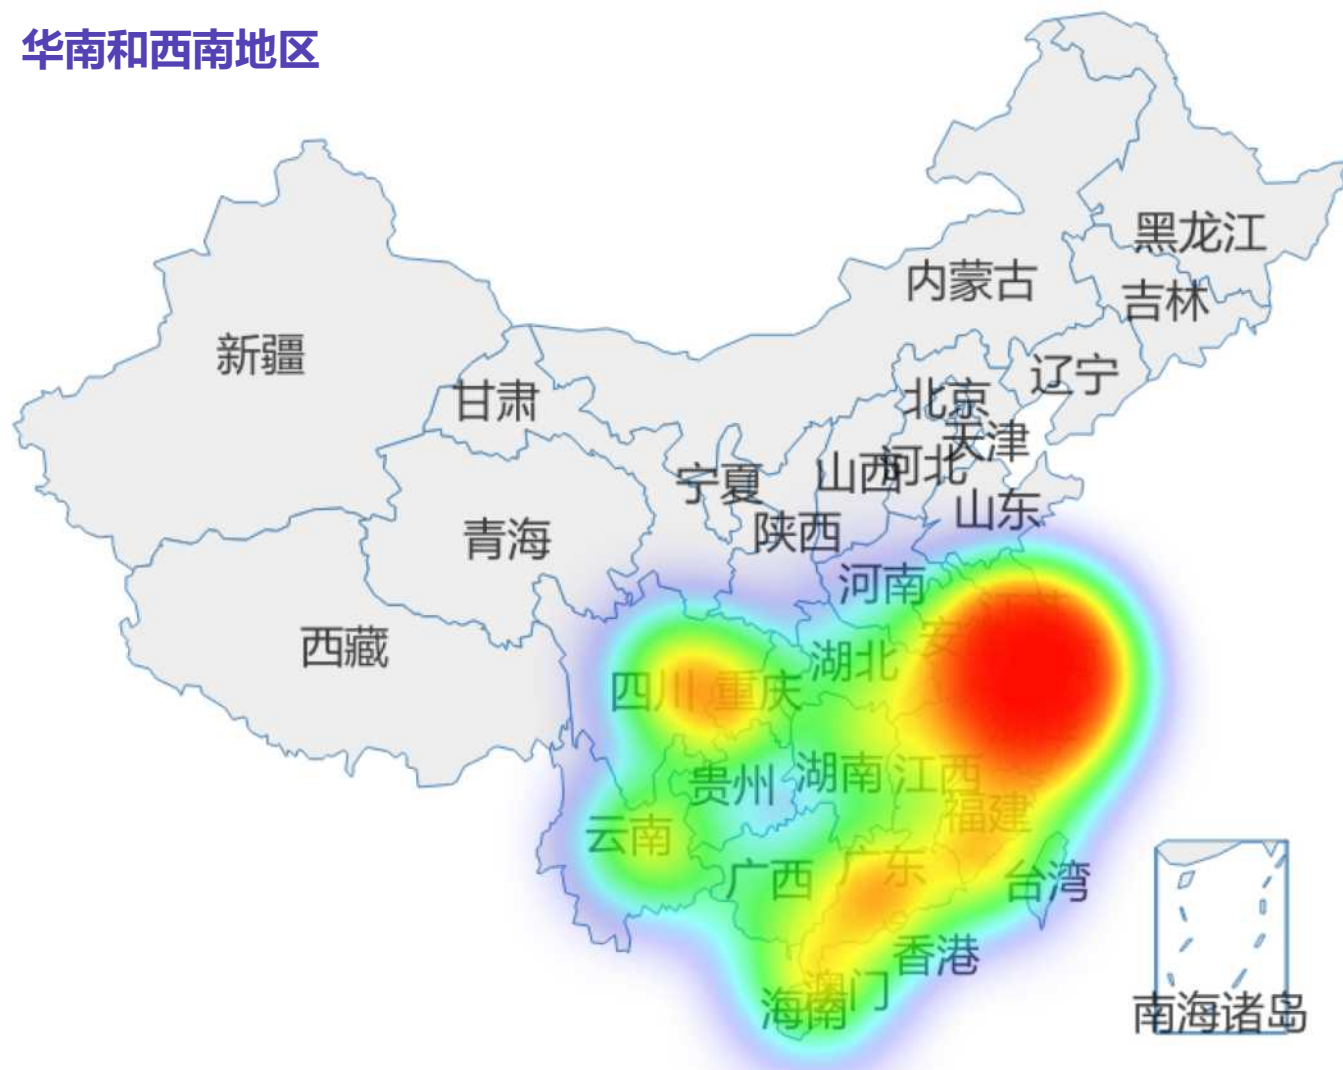 华南和西南地区
黑龙江
内蒙古
吉林
新疆
辽宁
甘肃
北京
天津
宁夏
山西
河北
山东
青海
陕西
河南
西藏
安
湖北
四川
重庆
贵州
湖南
江西
福建
云南
广西
广东
台湾
香港
澳门
海南
南海诸岛